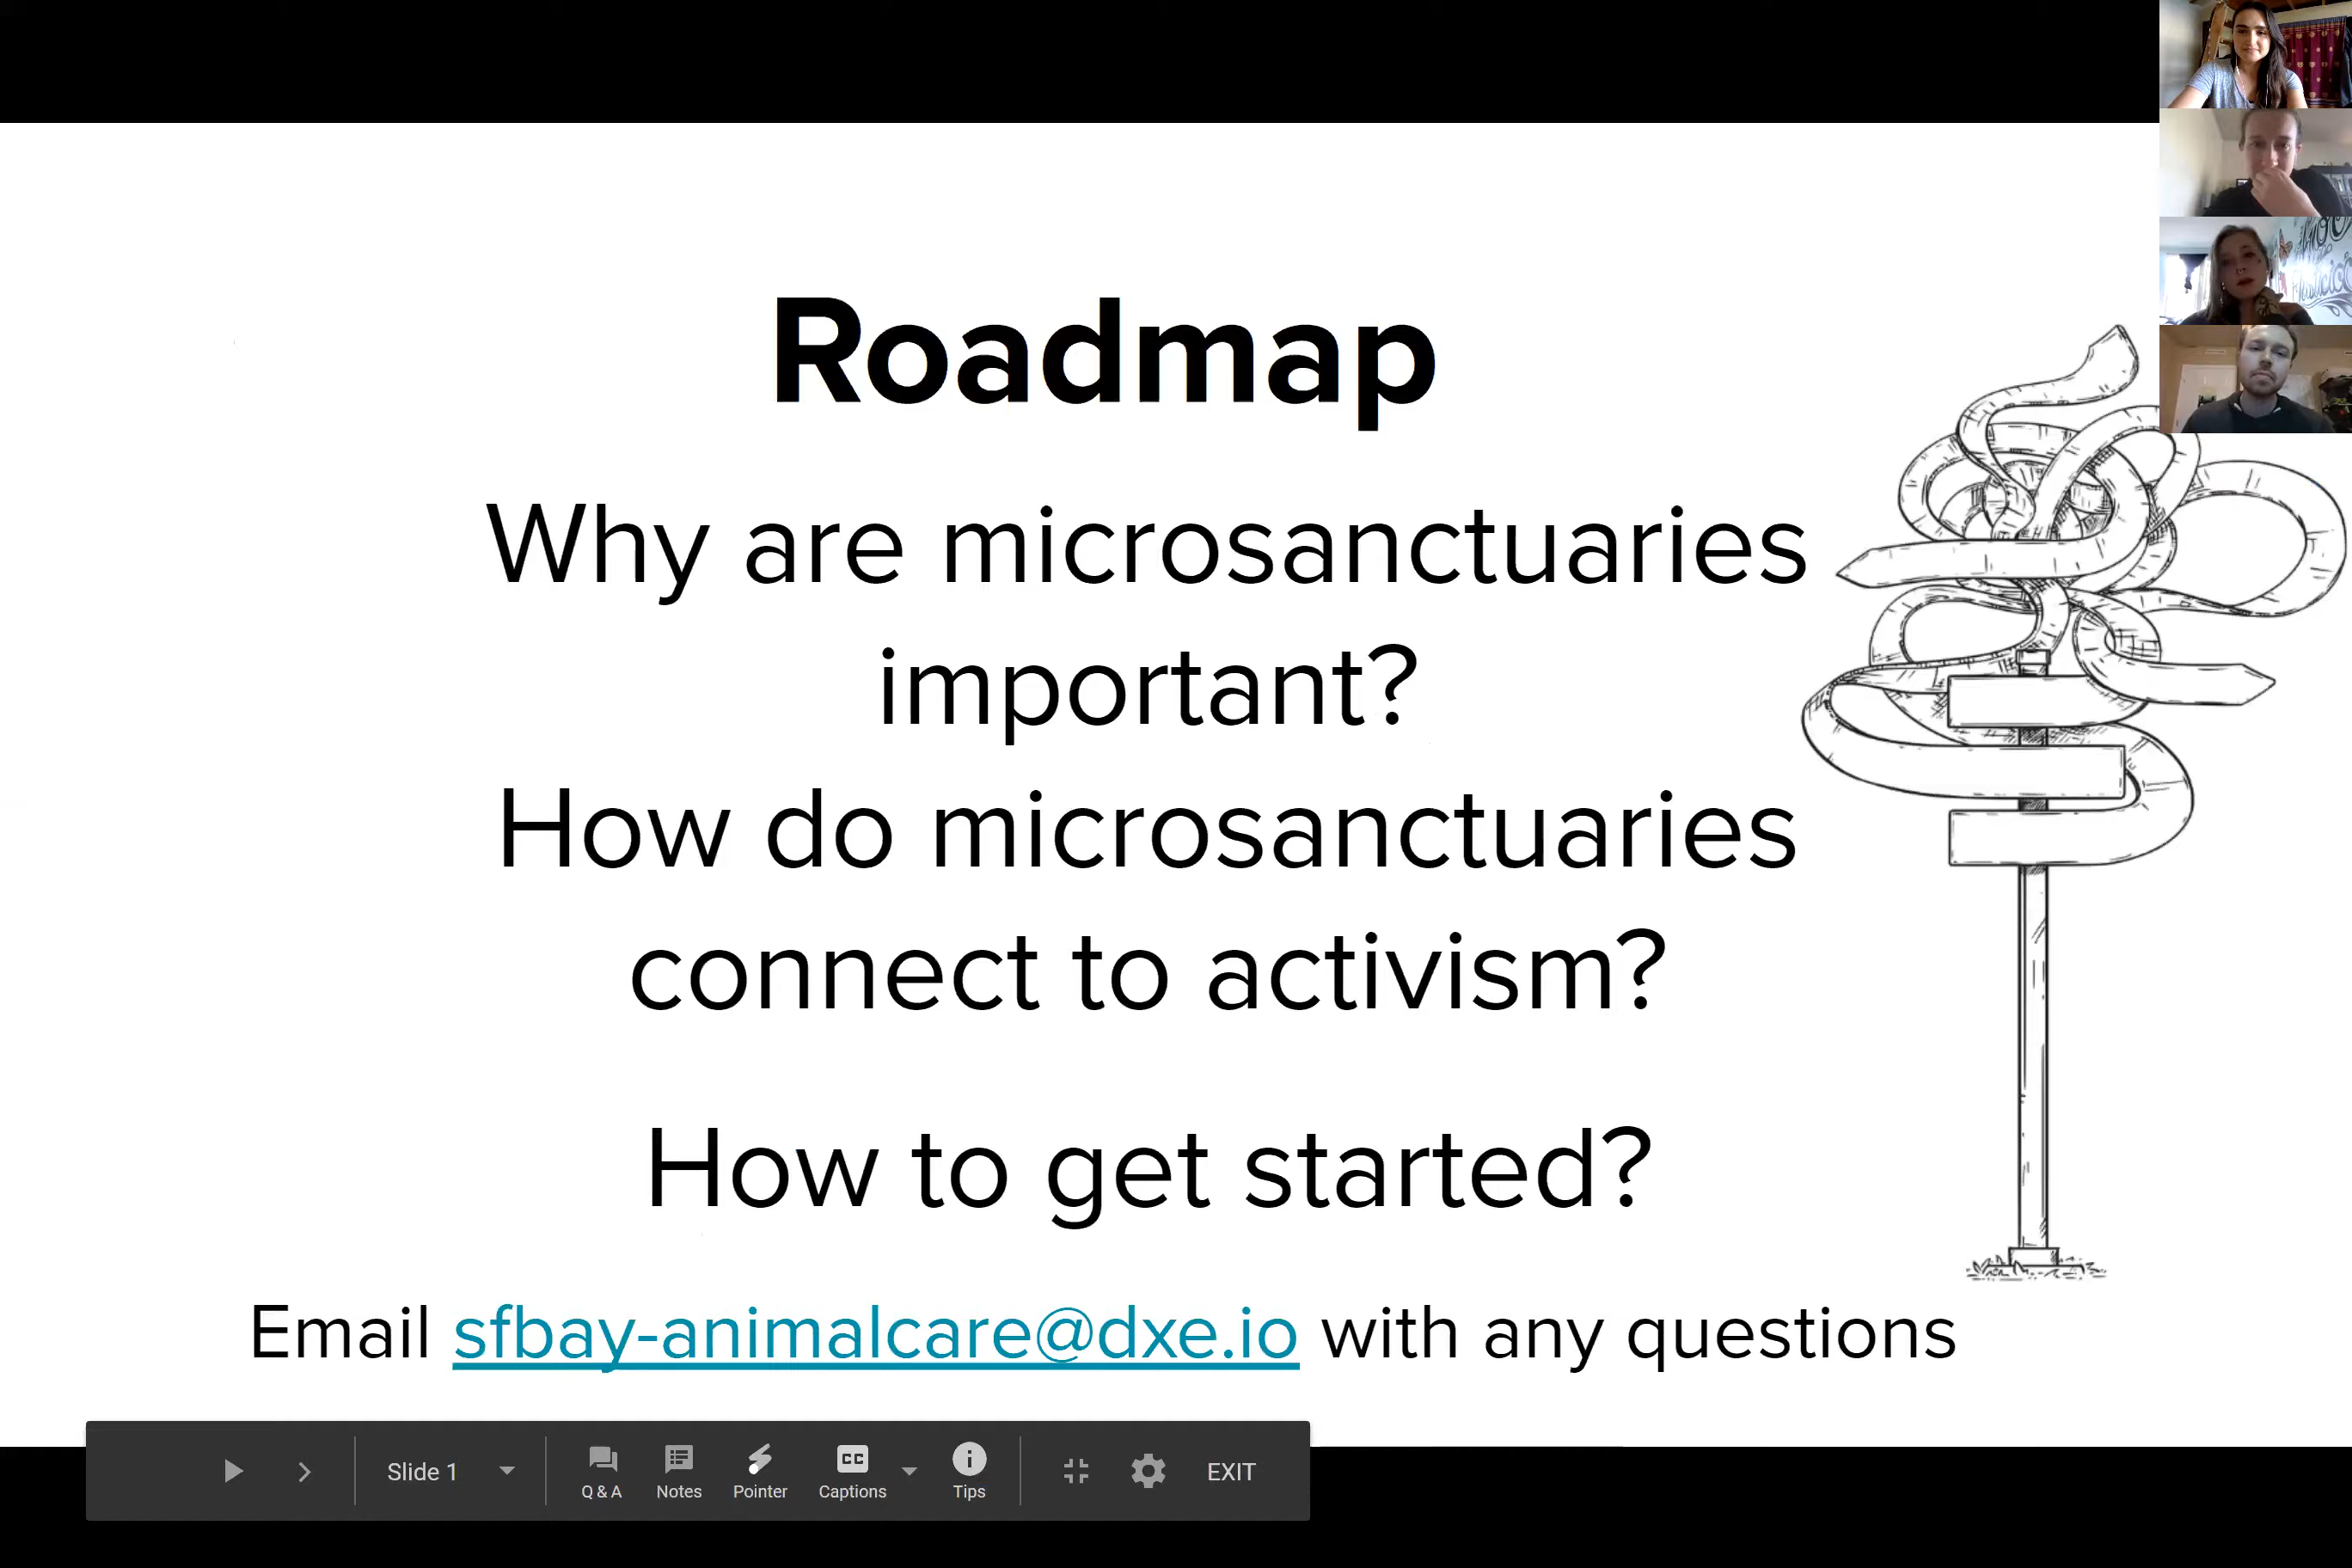 Roadmap
Why are microsanctuaries
important?
How do microsanctuaries
connect to activism?
How to get started?
Email sfbay-animalcare@dxe.io with any questions
Slide 1
Q & A
Notes
Pointer
CC
Captions
Tips
EXIT